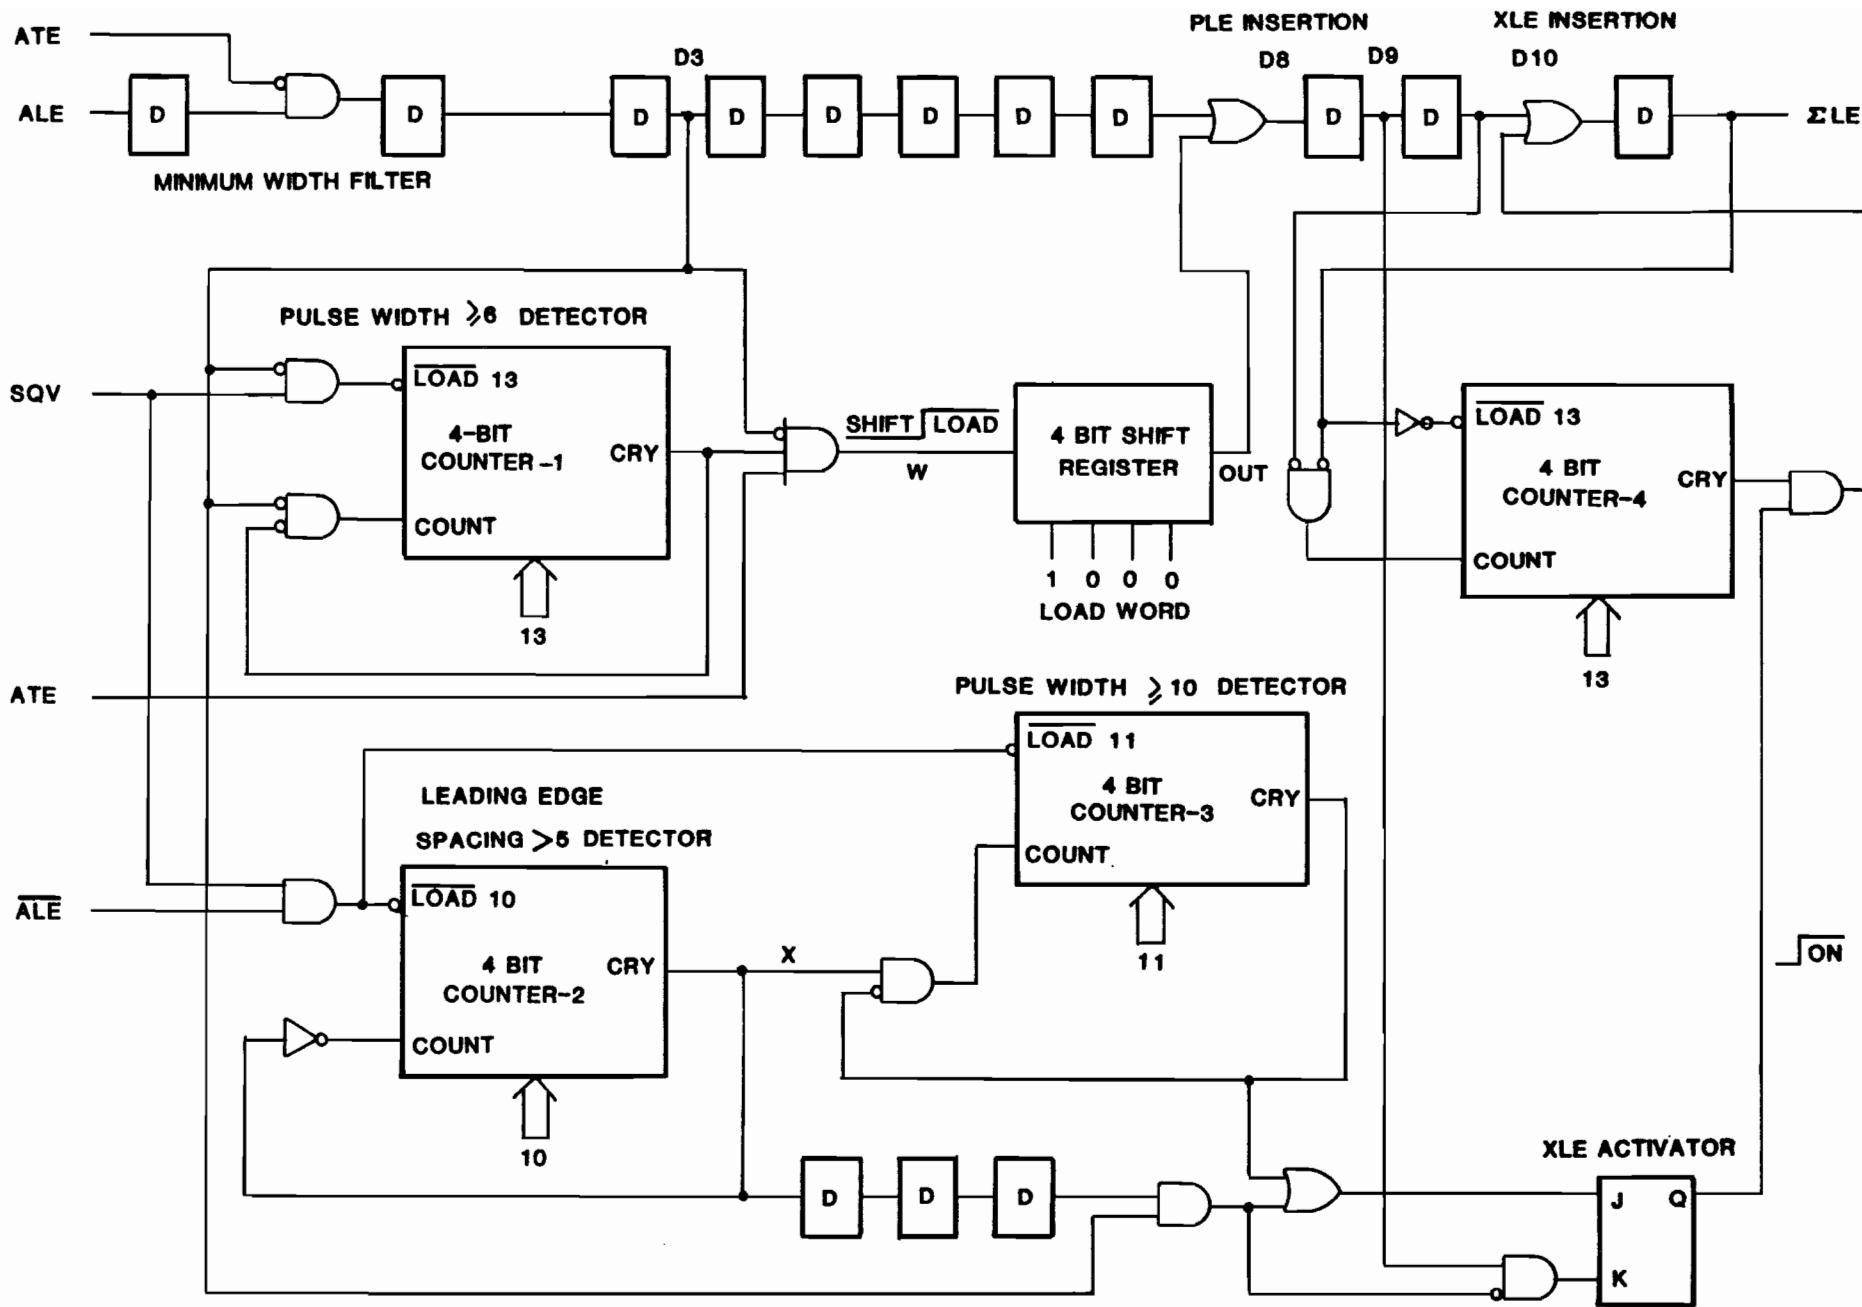 PLE INSERTION
XLE INSERTION
ATE
D3
D8
D9
D10
ALE
D
D
D
D
D
D
D
D
D
D
D
ΣLE
MINIMUM WIDTH FILTER
PULSE WIDTH ⩾6 DETECTOR
SQV
LOAD 13
4-BIT
COUNTER-1
CRY
COUNT
13
SHIFT LOAD
W
4 BIT SHIFT
REGISTER
OUT
1 0 0 0
LOAD WORD
LOAD 13
4 BIT
COUNTER-4
CRY
COUNT
13
ATE
PULSE WIDTH ⩾10 DETECTOR
LOAD 11
4 BIT
COUNTER-3
CRY
COUNT
11
LEADING EDGE
SPACING >5 DETECTOR
ALE
LOAD 10
4 BIT
COUNTER-2
CRY
COUNT
10
X
ON
D
D
D
XLE ACTIVATOR
J
Q
K